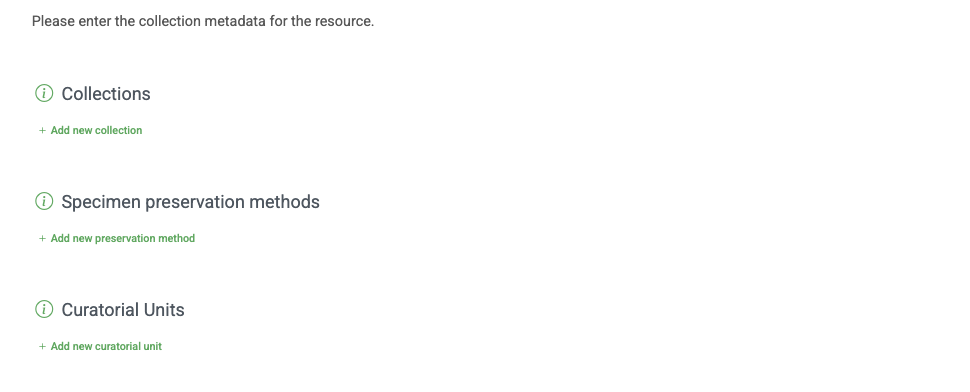 Please enter the collection metadata for the resource.
Collections
+ Add new collection
Specimen preservation methods
+ Add new preservation method
Curatorial Units
+ Add new curatorial unit